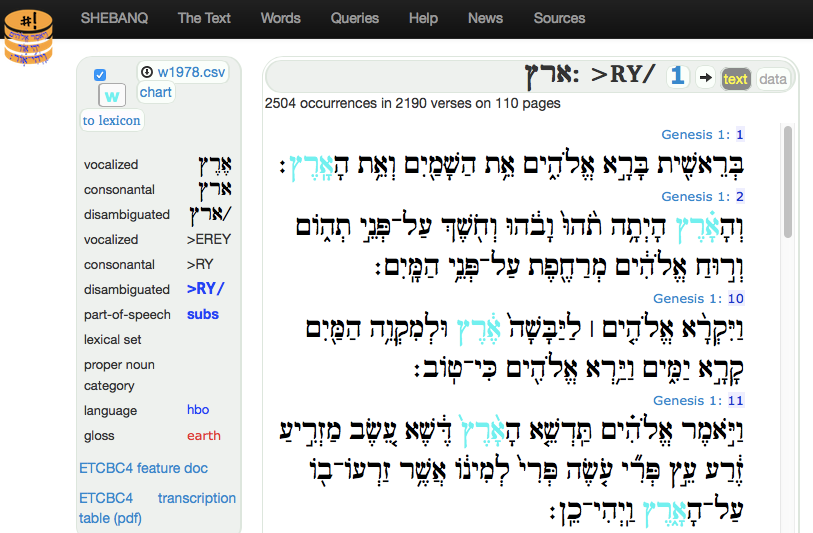 #!
SHEBANQ The Text Words Queries Help News Sources
w1978.csv
w chart
to lexicon
vocalized אֶרֶץ
consonantal ארץ
disambiguated ארץ/
vocalized >EREY
consonantal >RY
disambiguated >RY/
part-of-speech subs
lexical set
proper noun
category
language hbo
gloss earth
ETCBC4 feature doc
ETCBC4 transcription
table (pdf)
ארץ: >RY/ 1 text data
2504 occurrences in 2190 verses on 110 pages
Genesis 1: 1
בְּרֵאשִׁ֖ית בָּרָ֣א אֱלֹהִ֑ים אֵ֥ת הַשָּׁמַ֖יִם וְאֵ֥ת הָאָֽרֶץ׃
Genesis 1: 2
וְהָאָ֗רֶץ הָיְתָ֥ה תֹ֙הוּ֙ וָבֹ֔הוּ וְחֹ֖שֶׁךְ עַל־פְּנֵ֣י תְהֹ֑ום
וְר֣וּחַ אֱלֹהִ֔ים מְרַחֶ֖פֶת עַל־פְּנֵ֥י הַמָּֽיִם׃
Genesis 1: 10
וַיִּקְרָ֨א אֱלֹהִ֤ים ׀ לַיַּבָּשָׁה֙ אֶ֔רֶץ וּלְמִקְוֵ֥ה הַמַּ֖יִם
קָרָ֣א יַמִּ֑ים וַיַּ֥רְא אֱלֹהִ֖ים כִּי־טֹֽוב׃
Genesis 1: 11
וַיֹּ֣אמֶר אֱלֹהִ֗ים תַּֽדְשֵׁ֤א הָאָ֙רֶץ֙ דֶּ֔שֶׁא עֵ֚שֶׂב מַזְרִ֣יעַ
זֶ֔רַע עֵ֣ץ פְּרִ֞י עֹ֤שֶׂה פְּרִי֙ לְמִינֹ֔ו אֲשֶׁ֥ר זַרְעֹו־בֹ֖ו
עַל־הָאָ֑רֶץ וַֽיְהִי־כֵֽן׃